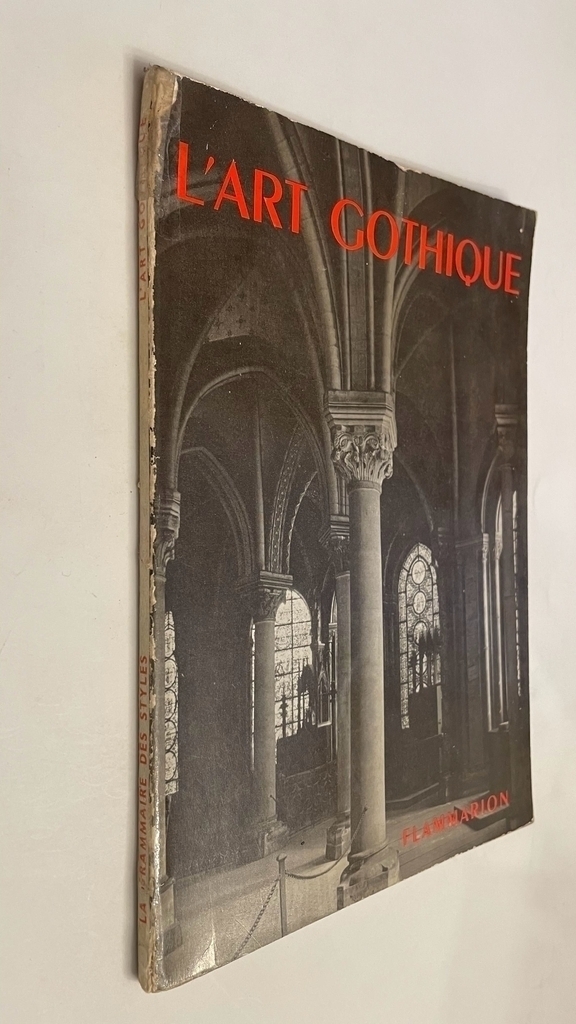 L'ART GOTHIQUE
FLAMMARION
LA GRAMMAIRE DES STYLES
L'ART